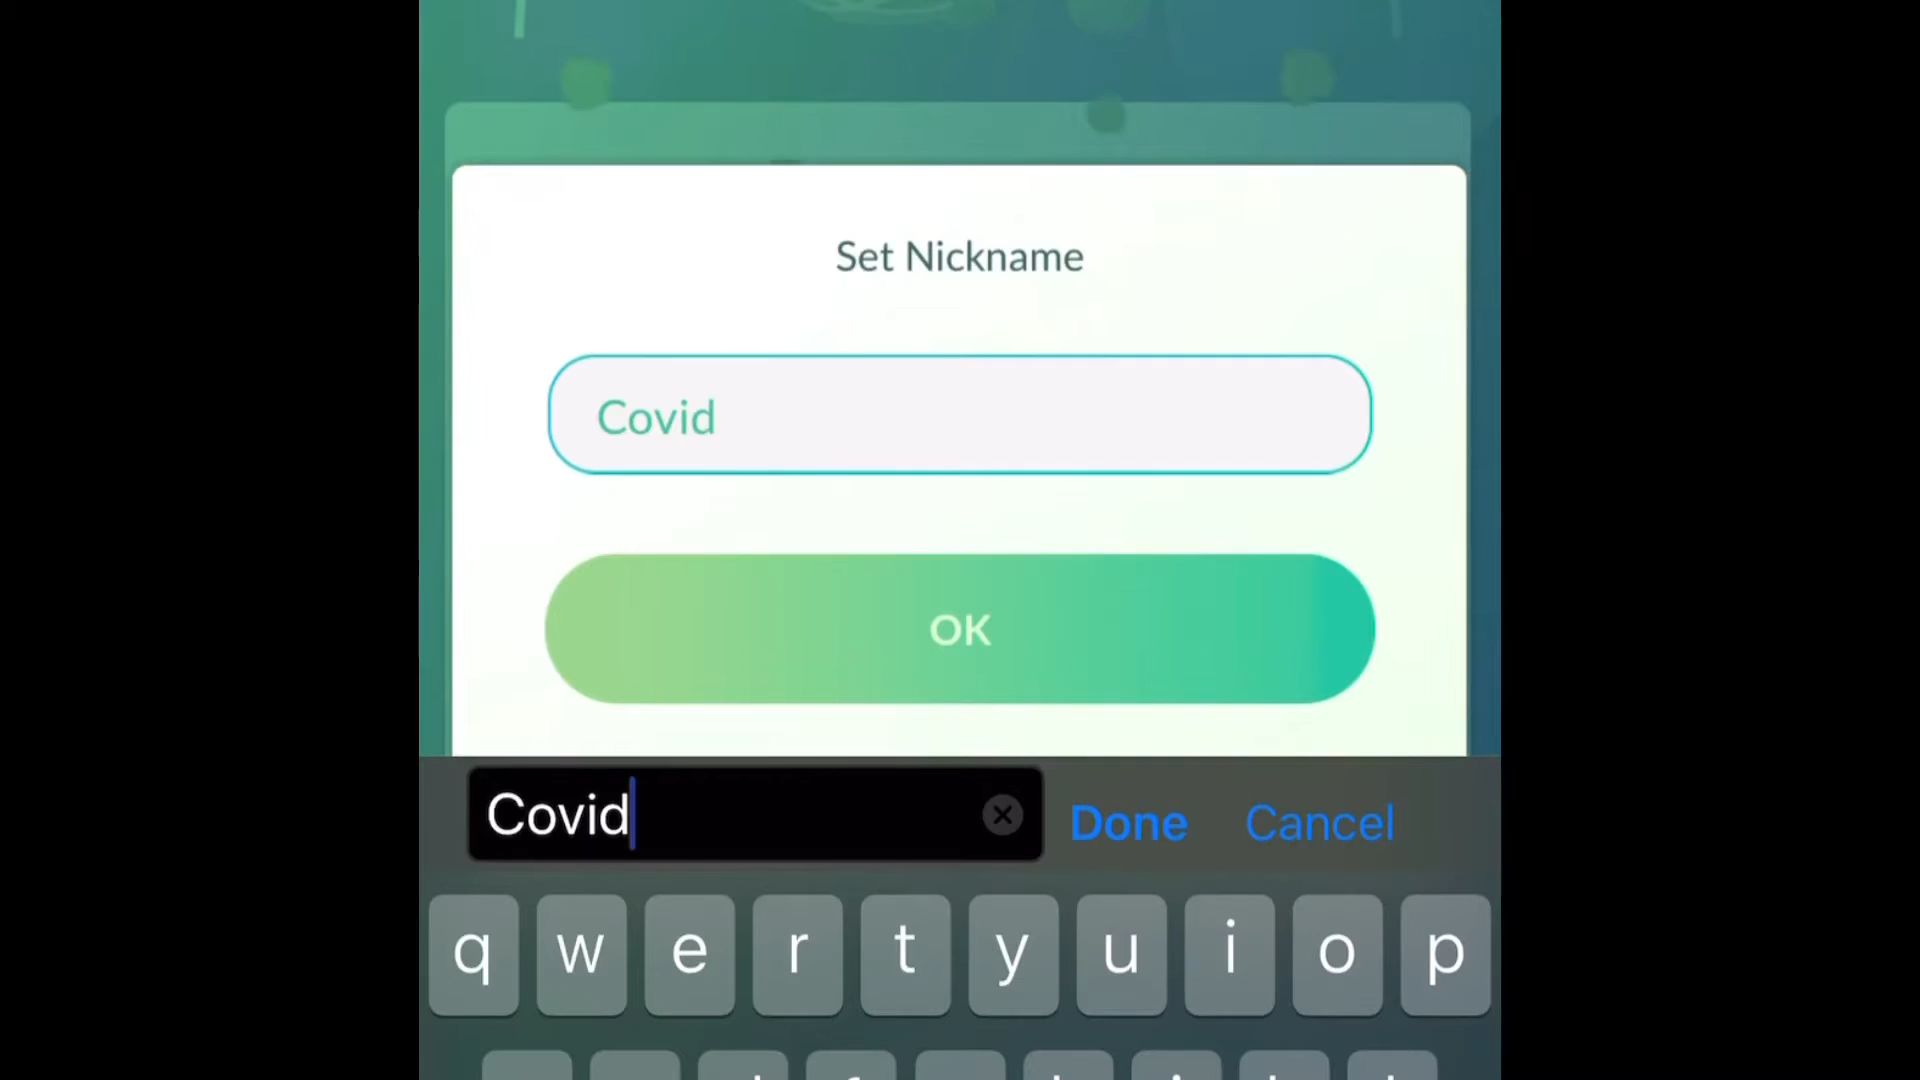 Set Nickname
Covid
OK
Covid
Done Cancel
q w e r t y u i o p